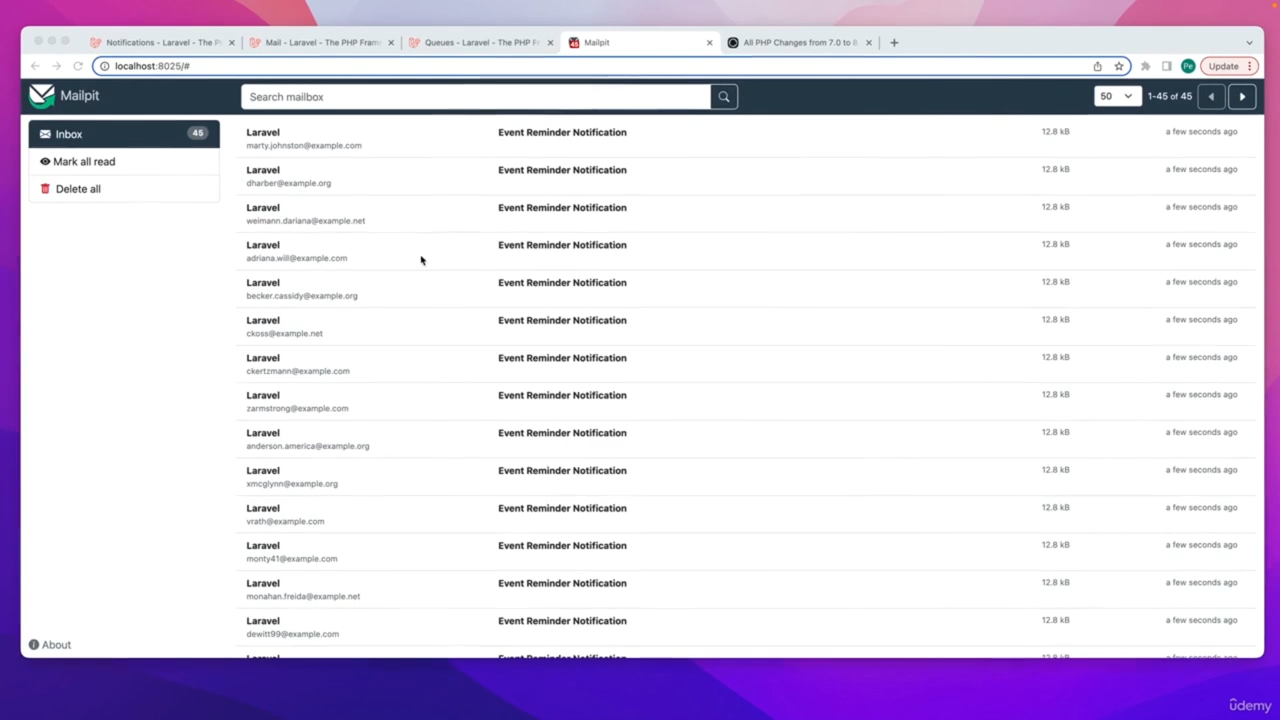 Notifications - Laravel - The P
Mail - Laravel - The PHP Fram
Queues - Laravel - The PHP Fr
Mailpit
All PHP Changes from 7.0 to 8
localhost:8025/#
Pe
Update
Mailpit
Search mailbox
50
1-45 of 45
Inbox
45
Mark all read
Delete all
Laravel Event Reminder Notification 12.8 kB a few seconds ago
marty.johnston@example.com
Laravel Event Reminder Notification 12.8 kB a few seconds ago
dharber@example.org
Laravel Event Reminder Notification 12.8 kB a few seconds ago
weimann.dariana@example.net
Laravel Event Reminder Notification 12.8 kB a few seconds ago
adriana.will@example.com
Laravel Event Reminder Notification 12.8 kB a few seconds ago
becker.cassidy@example.org
Laravel Event Reminder Notification 12.8 kB a few seconds ago
ckoss@example.net
Laravel Event Reminder Notification 12.8 kB a few seconds ago
ckertzmann@example.com
Laravel Event Reminder Notification 12.8 kB a few seconds ago
zarmstrong@example.com
Laravel Event Reminder Notification 12.8 kB a few seconds ago
anderson.america@example.org
Laravel Event Reminder Notification 12.8 kB a few seconds ago
xmcglynn@example.org
Laravel Event Reminder Notification 12.8 kB a few seconds ago
vrath@example.com
Laravel Event Reminder Notification 12.8 kB a few seconds ago
monty41@example.com
Laravel Event Reminder Notification 12.8 kB a few seconds ago
monahan.freida@example.net
Laravel Event Reminder Notification 12.8 kB a few seconds ago
dewitt99@example.com
About
udemy